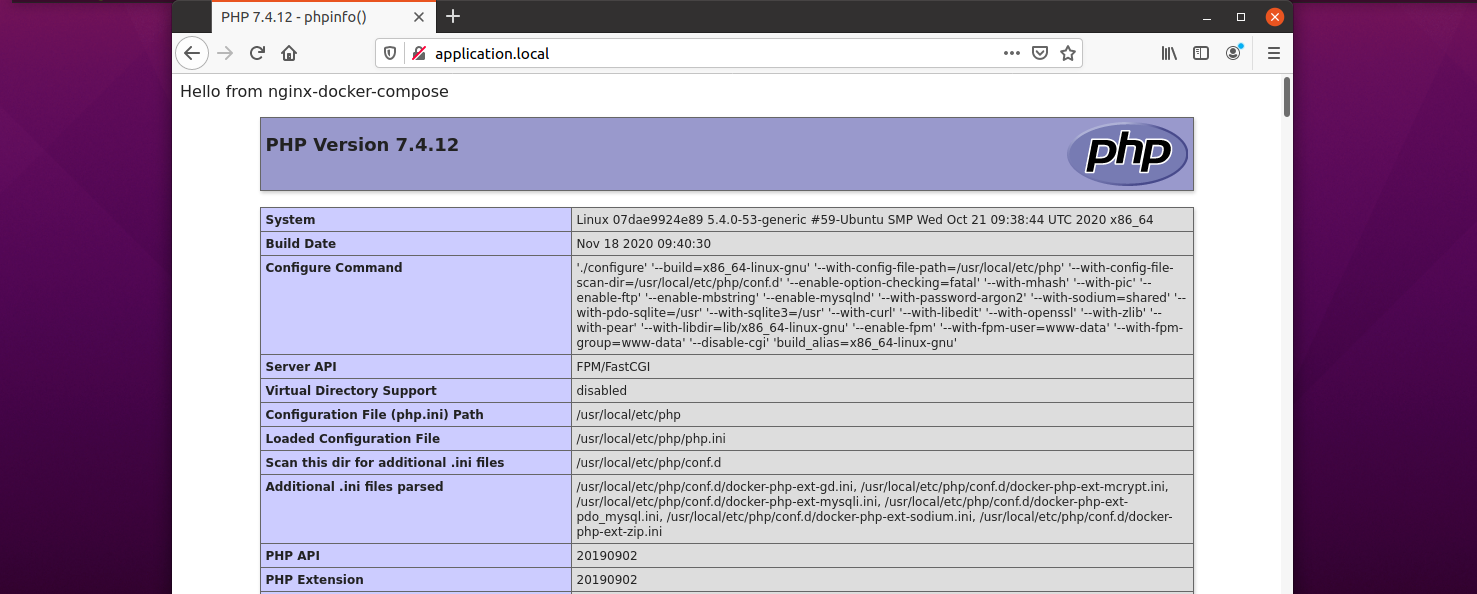 PHP 7.4.12 - phpinfo()
application.local
Hello from nginx-docker-compose
PHP Version 7.4.12
php
System Linux 07dae9924e89 5.4.0-53-generic #59-Ubuntu SMP Wed Oct 21 09:38:44 UTC 2020 x86_64
Build Date Nov 18 2020 09:40:30
Configure Command './configure' '--build=x86_64-linux-gnu' '--with-config-file-path=/usr/local/etc/php' '--with-config-file-
scan-dir=/usr/local/etc/php/conf.d' '--enable-option-checking=fatal' '--with-mhash' '--with-pic' '--
enable-ftp' '--enable-mbstring' '--enable-mysqlnd' '--with-password-argon2' '--with-sodium=shared' '--
with-pdo-sqlite=/usr' '--with-sqlite3=/usr' '--with-curl' '--with-libedit' '--with-openssl' '--with-zlib' '--
with-pear' '--with-libdir=lib/x86_64-linux-gnu' '--enable-fpm' '--with-fpm-user=www-data' '--with-fpm-
group=www-data' '--disable-cgi' 'build_alias=x86_64-linux-gnu'
Server API FPM/FastCGI
Virtual Directory Support disabled
Configuration File (php.ini) Path /usr/local/etc/php
Loaded Configuration File /usr/local/etc/php/php.ini
Scan this dir for additional .ini files /usr/local/etc/php/conf.d
Additional .ini files parsed /usr/local/etc/php/conf.d/docker-php-ext-gd.ini, /usr/local/etc/php/conf.d/docker-php-ext-mcrypt.ini,
/usr/local/etc/php/conf.d/docker-php-ext-mysqli.ini, /usr/local/etc/php/conf.d/docker-php-ext-
pdo_mysql.ini, /usr/local/etc/php/conf.d/docker-php-ext-sodium.ini, /usr/local/etc/php/conf.d/docker-
php-ext-zip.ini
PHP API 20190902
PHP Extension 20190902